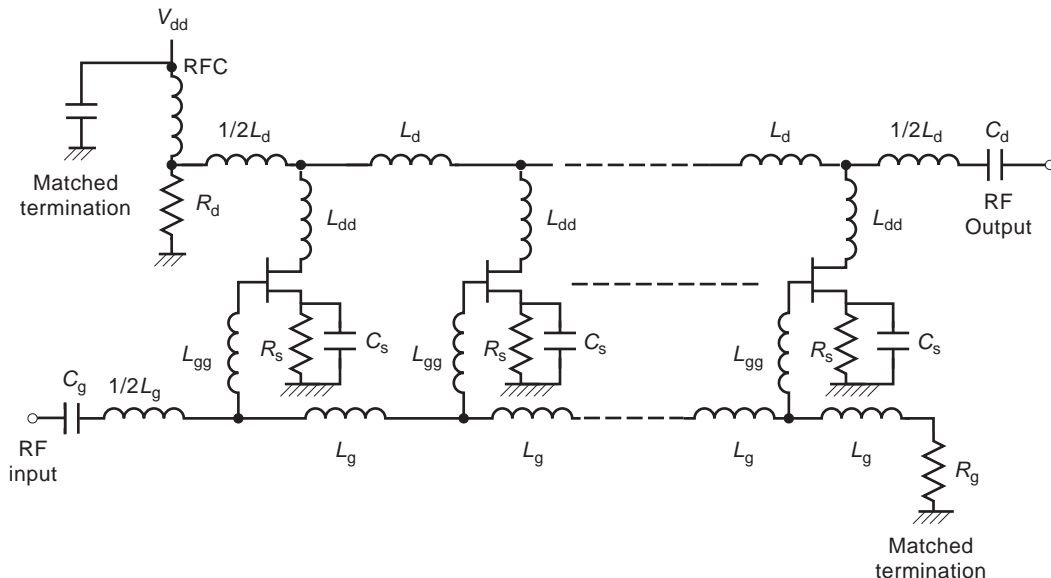 V_dd
RFC
1/2L_d
L_d
L_d
1/2L_d
C_d
Matched
termination
R_d
L_dd
L_dd
L_dd
RF
Output
L_gg
R_s
C_s
L_gg
R_s
C_s
L_gg
R_s
C_s
C_g
1/2L_g
RF
input
L_g
L_g
L_g
L_g
R_g
Matched
termination